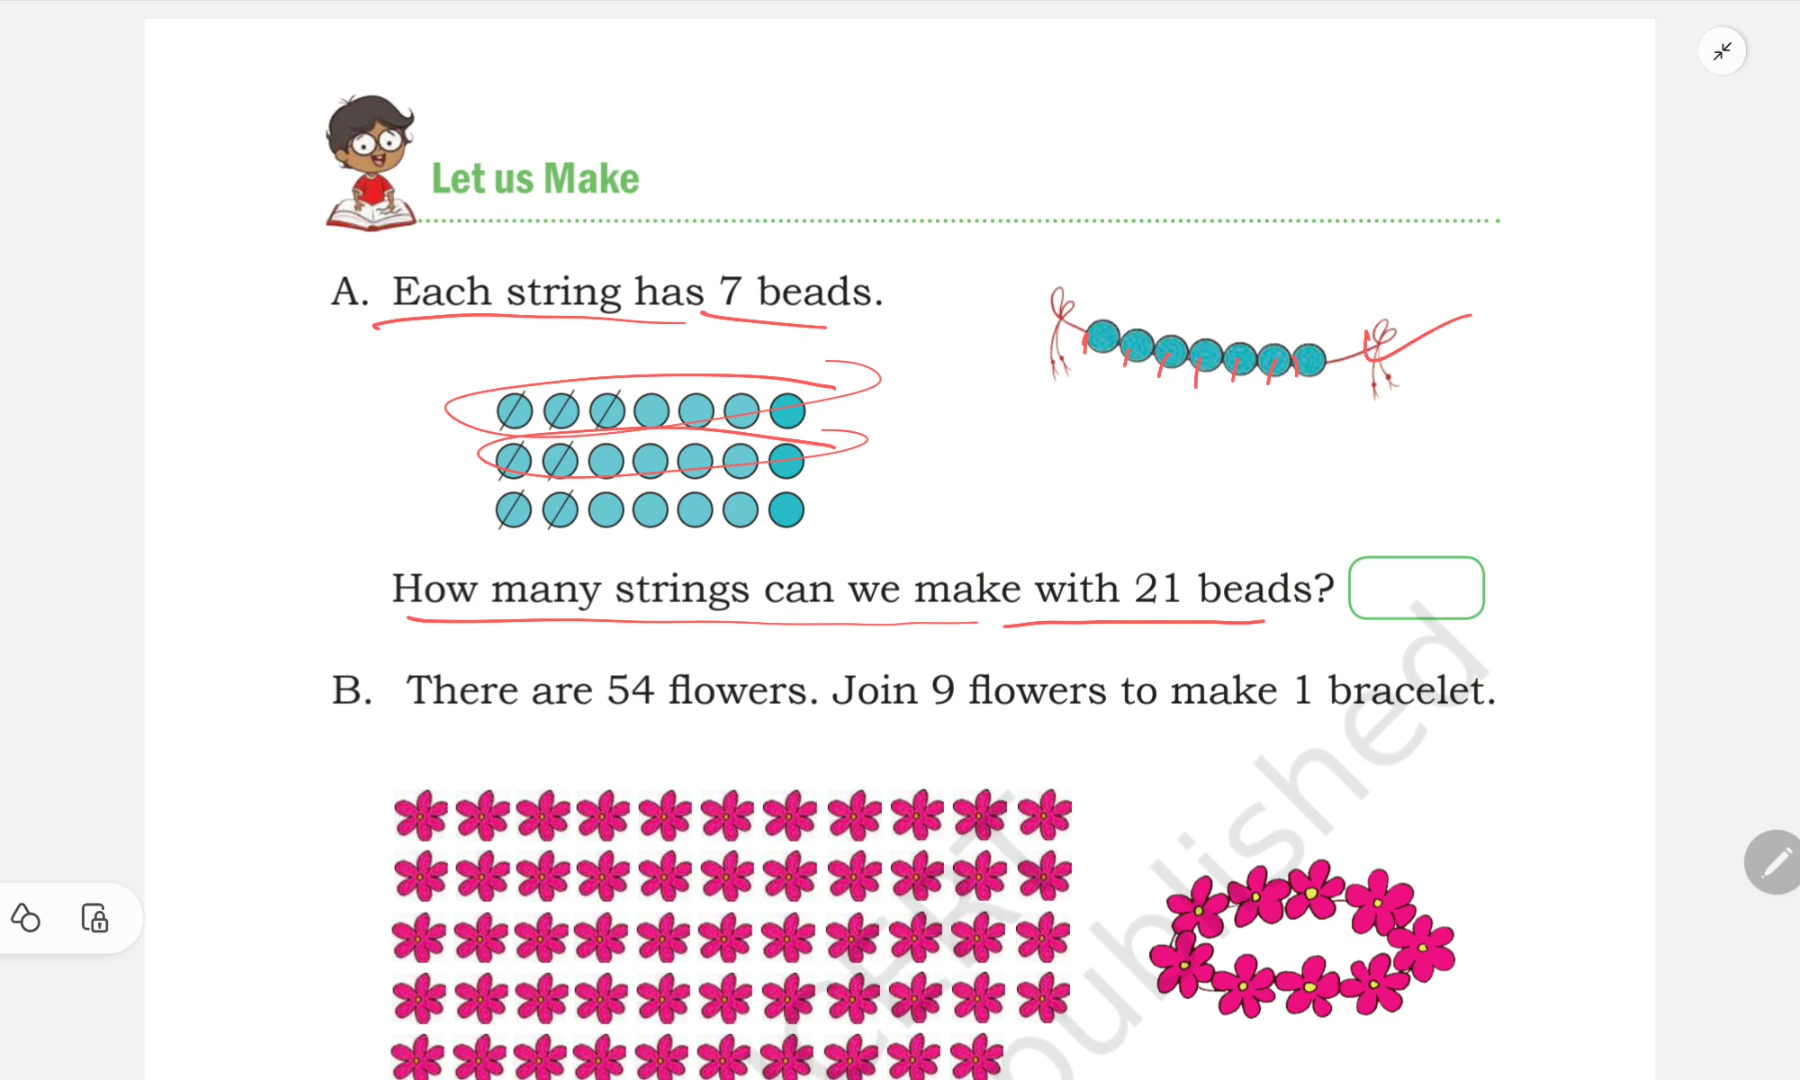 Let us Make
A. Each string has 7 beads.
How many strings can we make with 21 beads?
B. There are 54 flowers. Join 9 flowers to make 1 bracelet.
published